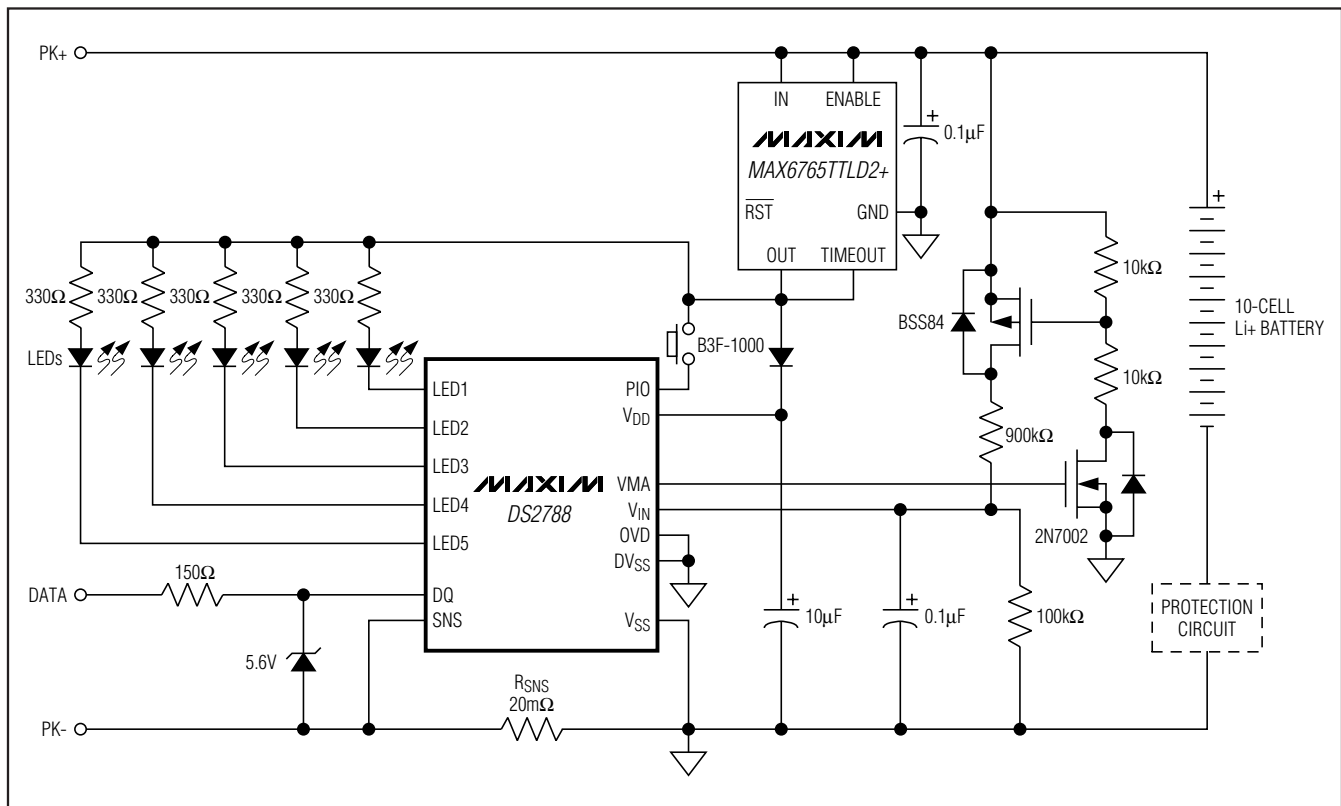 PK+
IN ENABLE
MAXIM
MAX6765TTLD2+
RST GND
OUT TIMEOUT
+
0.1µF
10kΩ
10kΩ
BSS84
900kΩ
+
10-CELL
Li+ BATTERY
330Ω 330Ω 330Ω 330Ω 330Ω
LEDs
B3F-1000
LED1
LED2
LED3
LED4
LED5
DQ
SNS
MAXIM
DS2788
PIO
VDD
VMA
VIN
OVD
DVSS
VSS
2N7002
DATA
150Ω
5.6V
+
10µF
+
0.1µF
100kΩ
PROTECTION
CIRCUIT
RSNS
20mΩ
PK-